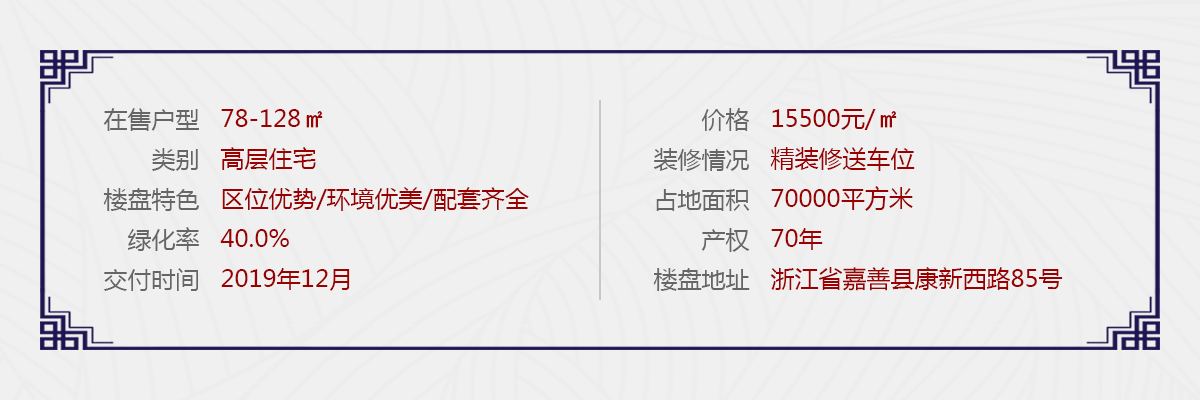 在售户型 78-128㎡
类别 高层住宅
楼盘特色 区位优势/环境优美/配套齐全
绿化率 40.0%
交付时间 2019年12月
价格 15500元/㎡
装修情况 精装修送车位
占地面积 70000平方米
产权 70年
楼盘地址 浙江省嘉善县康新西路85号